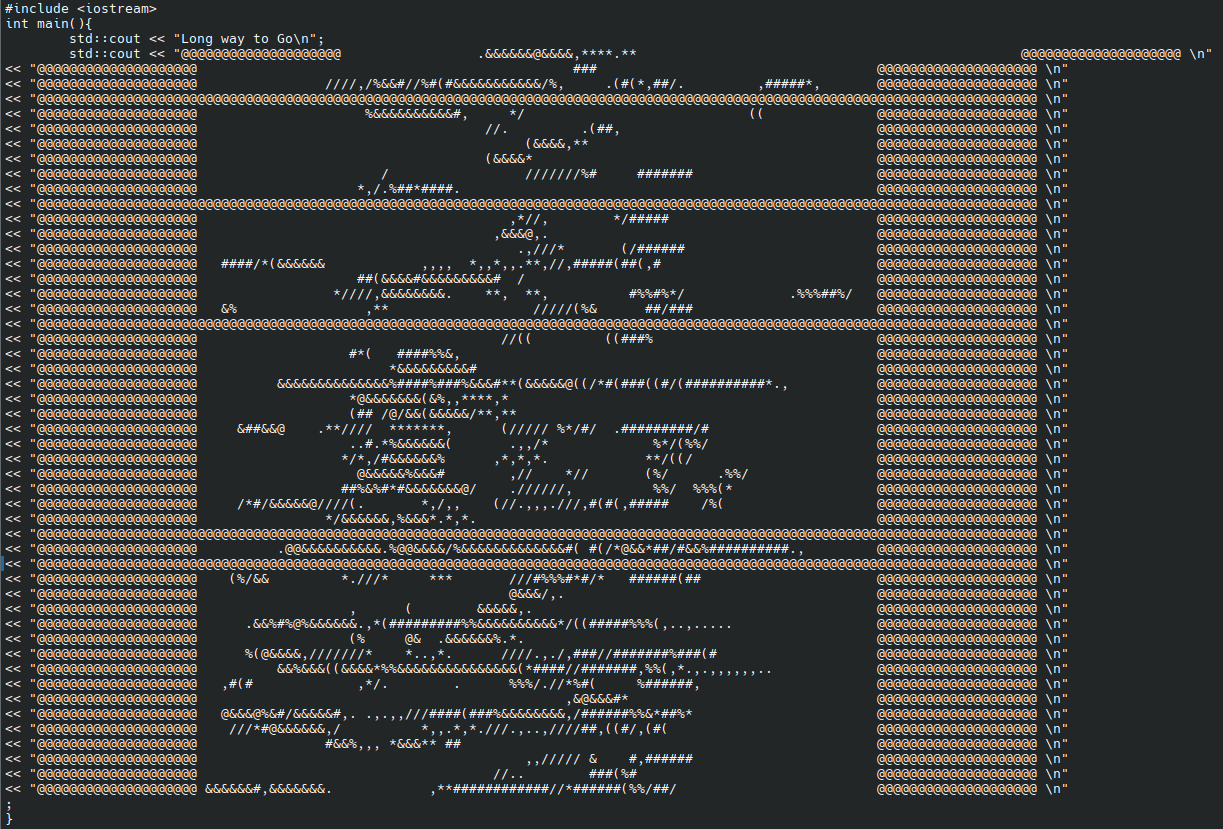 #include <iostream>
int main(){
        std::cout << "Long way to Go\n";
        std::cout << "@@@@@@@@@@@@@@@@@@@@                 .&&&&&&@&&&&,****.**                                                @@@@@@@@@@@@@@@@@@@@ \n"
<< "@@@@@@@@@@@@@@@@@@@@                                               ###                                   @@@@@@@@@@@@@@@@@@@@ \n"
<< "@@@@@@@@@@@@@@@@@@@@                ////,/%&&#//%#(#&&&&&&&&&&&/%,     .(#(*,##/.         ,#####*,       @@@@@@@@@@@@@@@@@@@@ \n"
<< "@@@@@@@@@@@@@@@@@@@@@@@@@@@@@@@@@@@@@@@@@@@@@@@@@@@@@@@@@@@@@@@@@@@@@@@@@@@@@@@@@@@@@@@@@@@@@@@@@@@@@@@@@@@@@@@@@@@@@@@@@ \n"
<< "@@@@@@@@@@@@@@@@@@@@                     %&&&&&&&&&&#,     */                            ((              @@@@@@@@@@@@@@@@@@@@ \n"
<< "@@@@@@@@@@@@@@@@@@@@                                    //.         .(##,                                @@@@@@@@@@@@@@@@@@@@ \n"
<< "@@@@@@@@@@@@@@@@@@@@                                         (&&&&,**                                    @@@@@@@@@@@@@@@@@@@@ \n"
<< "@@@@@@@@@@@@@@@@@@@@                                    (&&&&*                                           @@@@@@@@@@@@@@@@@@@@ \n"
<< "@@@@@@@@@@@@@@@@@@@@                       /                 ///////%#     #######                       @@@@@@@@@@@@@@@@@@@@ \n"
<< "@@@@@@@@@@@@@@@@@@@@                    *,/.%##*####.                                                    @@@@@@@@@@@@@@@@@@@@ \n"
<< "@@@@@@@@@@@@@@@@@@@@@@@@@@@@@@@@@@@@@@@@@@@@@@@@@@@@@@@@@@@@@@@@@@@@@@@@@@@@@@@@@@@@@@@@@@@@@@@@@@@@@@@@@@@@@@@@@@@@@@@@@ \n"
<< "@@@@@@@@@@@@@@@@@@@@                                       ,*//,        */#####                          @@@@@@@@@@@@@@@@@@@@ \n"
<< "@@@@@@@@@@@@@@@@@@@@                                     ,&&&@,.                                         @@@@@@@@@@@@@@@@@@@@ \n"
<< "@@@@@@@@@@@@@@@@@@@@                                        .,///*       (/######                        @@@@@@@@@@@@@@@@@@@@ \n"
<< "@@@@@@@@@@@@@@@@@@@@   ####/*(&&&&&&            ,,,,  *,,*,,.**,//,#####(##(,#                           @@@@@@@@@@@@@@@@@@@@ \n"
<< "@@@@@@@@@@@@@@@@@@@@                    ##(&&&&#&&&&&&&&&#  /                                            @@@@@@@@@@@@@@@@@@@@ \n"
<< "@@@@@@@@@@@@@@@@@@@@                 *////,&&&&&&&&.    **,  **,          #%%#%*/             .%%%##%/   @@@@@@@@@@@@@@@@@@@@ \n"
<< "@@@@@@@@@@@@@@@@@@@@   &%                ,**                  /////(%&      ##/###                       @@@@@@@@@@@@@@@@@@@@ \n"
<< "@@@@@@@@@@@@@@@@@@@@@@@@@@@@@@@@@@@@@@@@@@@@@@@@@@@@@@@@@@@@@@@@@@@@@@@@@@@@@@@@@@@@@@@@@@@@@@@@@@@@@@@@@@@@@@@@@@@@@@@@@ \n"
<< "@@@@@@@@@@@@@@@@@@@@                                      //((         ((###%                            @@@@@@@@@@@@@@@@@@@@ \n"
<< "@@@@@@@@@@@@@@@@@@@@                   #*(   ####%%&,                                                    @@@@@@@@@@@@@@@@@@@@ \n"
<< "@@@@@@@@@@@@@@@@@@@@                        *&&&&&&&&&#                                                  @@@@@@@@@@@@@@@@@@@@ \n"
<< "@@@@@@@@@@@@@@@@@@@@          &&&&&&&&&&&&&&%####%###%&&&#**(&&&&&@((/*#(###((#/(##########*.,           @@@@@@@@@@@@@@@@@@@@ \n"
<< "@@@@@@@@@@@@@@@@@@@@                   *@&&&&&&&(&%,,****,*                                              @@@@@@@@@@@@@@@@@@@@ \n"
<< "@@@@@@@@@@@@@@@@@@@@                   (## /@/&&(&&&&&/**,**                                             @@@@@@@@@@@@@@@@@@@@ \n"
<< "@@@@@@@@@@@@@@@@@@@@     &##&&@    .**////  *******,      (///// %*/#/  .#########/#                     @@@@@@@@@@@@@@@@@@@@ \n"
<< "@@@@@@@@@@@@@@@@@@@@                   ..#.*%&&&&&&(       .,,/*             %*/(%%/                     @@@@@@@@@@@@@@@@@@@@ \n"
<< "@@@@@@@@@@@@@@@@@@@@                  */*,/#&&&&&&%      ,*,*,*.            **/((/                       @@@@@@@@@@@@@@@@@@@@ \n"
<< "@@@@@@@@@@@@@@@@@@@@                    @&&&&&%&&&#        ,//    *//       (%/      .%%/                @@@@@@@@@@@@@@@@@@@@ \n"
<< "@@@@@@@@@@@@@@@@@@@@                  ##%&%#*#&&&&&&&@/    .//////,          %%/  %%%(*                  @@@@@@@@@@@@@@@@@@@@ \n"
<< "@@@@@@@@@@@@@@@@@@@@     /*#/&&&&&@////(.       *,/,,    (//.,,,.///,#(#(,#####    /%(                   @@@@@@@@@@@@@@@@@@@@ \n"
<< "@@@@@@@@@@@@@@@@@@@@                */&&&&&&,%&&&*.*,*.                                                  @@@@@@@@@@@@@@@@@@@@ \n"
<< "@@@@@@@@@@@@@@@@@@@@@@@@@@@@@@@@@@@@@@@@@@@@@@@@@@@@@@@@@@@@@@@@@@@@@@@@@@@@@@@@@@@@@@@@@@@@@@@@@@@@@@@@@@@@@@@@@@@@@@@@@ \n"
<< "@@@@@@@@@@@@@@@@@@@@          .@@&&&&&&&&&&.%@@&&&&/%&&&&&&&&&&&&&#( #(/*@&&*##/#&&%##########.,         @@@@@@@@@@@@@@@@@@@@ \n"
<< "@@@@@@@@@@@@@@@@@@@@@@@@@@@@@@@@@@@@@@@@@@@@@@@@@@@@@@@@@@@@@@@@@@@@@@@@@@@@@@@@@@@@@@@@@@@@@@@@@@@@@@@@@@@@@@@@@@@@@@@@@ \n"
<< "@@@@@@@@@@@@@@@@@@@@    (%/&&         *.///*     ***       ///#%%%#*#/*   ######(##                      @@@@@@@@@@@@@@@@@@@@ \n"
<< "@@@@@@@@@@@@@@@@@@@@                                       @&&&/,.                                       @@@@@@@@@@@@@@@@@@@@ \n"
<< "@@@@@@@@@@@@@@@@@@@@                   ,      (        &&&&&,.                                           @@@@@@@@@@@@@@@@@@@@ \n"
<< "@@@@@@@@@@@@@@@@@@@@      .&&%#%@%&&&&&&.,*(#########%%&&&&&&&&&&*/((#####%%%(,..,.....                  @@@@@@@@@@@@@@@@@@@@ \n"
<< "@@@@@@@@@@@@@@@@@@@@                   (%     @&  .&&&&&&%.*.                                            @@@@@@@@@@@@@@@@@@@@ \n"
<< "@@@@@@@@@@@@@@@@@@@@      %(@&&&&,///////*    *..,*.      ////.,./,###//#######%###(#                    @@@@@@@@@@@@@@@@@@@@ \n"
<< "@@@@@@@@@@@@@@@@@@@@          &&%&&&((&&&&*%%&&&&&&&&&&&&&&&(*####//#######,%%(,*.,,,,,,,..             @@@@@@@@@@@@@@@@@@@@ \n"
<< "@@@@@@@@@@@@@@@@@@@@   ,#(#             ,*/.        .      %%%/.//*%#(     %######,                      @@@@@@@@@@@@@@@@@@@@ \n"
<< "@@@@@@@@@@@@@@@@@@@@                                              ,&@&&&#*                               @@@@@@@@@@@@@@@@@@@@ \n"
<< "@@@@@@@@@@@@@@@@@@@@   @&&&@%&#/&&&&&#,. .,.,,///####(###%&&&&&&&&,/######%%&*##%*                       @@@@@@@@@@@@@@@@@@@@ \n"
<< "@@@@@@@@@@@@@@@@@@@@    ///*#@&&&&&&,/          *,,.*,*.///.,..,////##,((#/,(#(                          @@@@@@@@@@@@@@@@@@@@ \n"
<< "@@@@@@@@@@@@@@@@@@@@                #&&%,,, *&&&** ##                                                    @@@@@@@@@@@@@@@@@@@@ \n"
<< "@@@@@@@@@@@@@@@@@@@@                                         ,,///// &    #,######                       @@@@@@@@@@@@@@@@@@@@ \n"
<< "@@@@@@@@@@@@@@@@@@@@                                     //..        ###(%#                              @@@@@@@@@@@@@@@@@@@@ \n"
<< "@@@@@@@@@@@@@@@@@@@@ &&&&&&#,&&&&&&&.            ,**############//*######(%%/##/                         @@@@@@@@@@@@@@@@@@@@ \n"
;
}